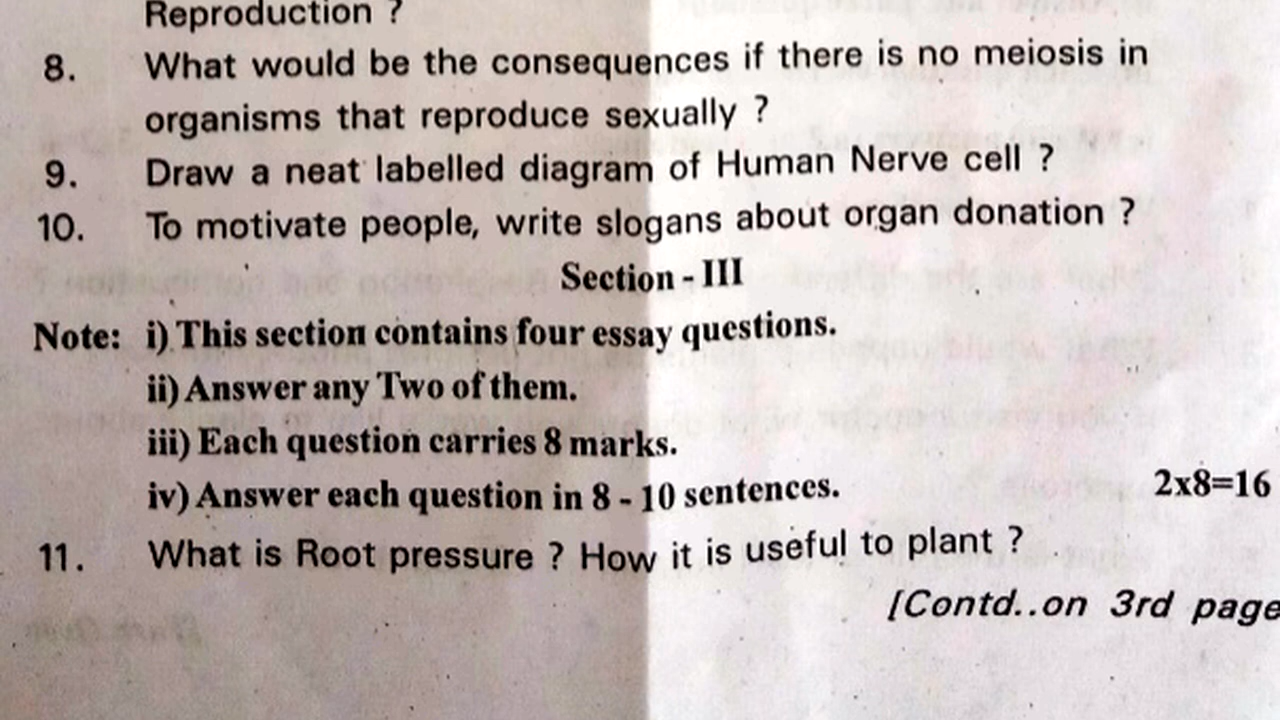 Reproduction ?
8. What would be the consequences if there is no meiosis in
organisms that reproduce sexually ?
9. Draw a neat labelled diagram of Human Nerve cell ?
10. To motivate people, write slogans about organ donation ?
Section - III
Note: i) This section contains four essay questions.
ii) Answer any Two of them.
iii) Each question carries 8 marks.
iv) Answer each question in 8 - 10 sentences. 2x8=16
11. What is Root pressure ? How it is useful to plant ?
[Contd..on 3rd page